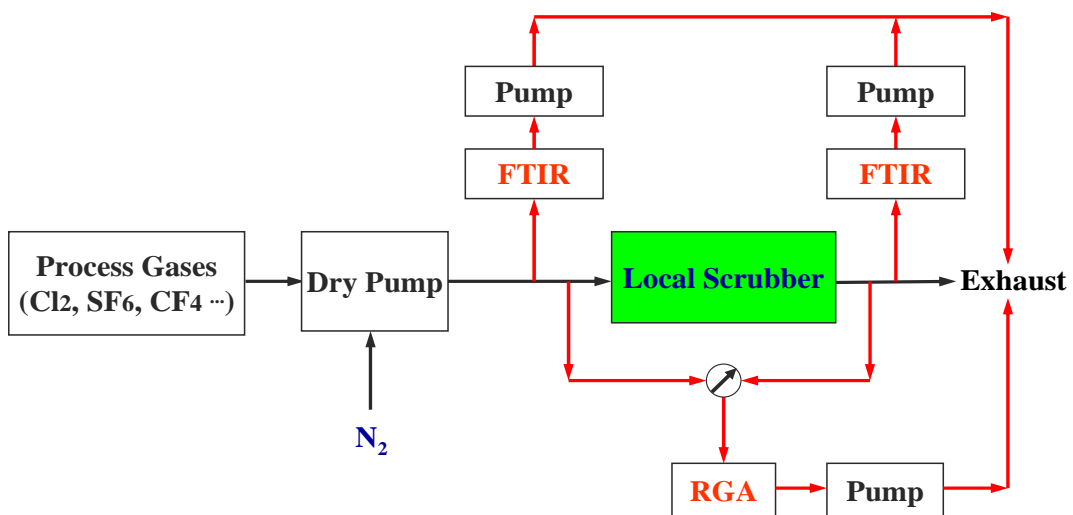 Pump
Pump
FTIR
FTIR
Process Gases
(Cl2, SF6, CF4 ···)
Dry Pump
Local Scrubber
Exhaust
N2
RGA
Pump